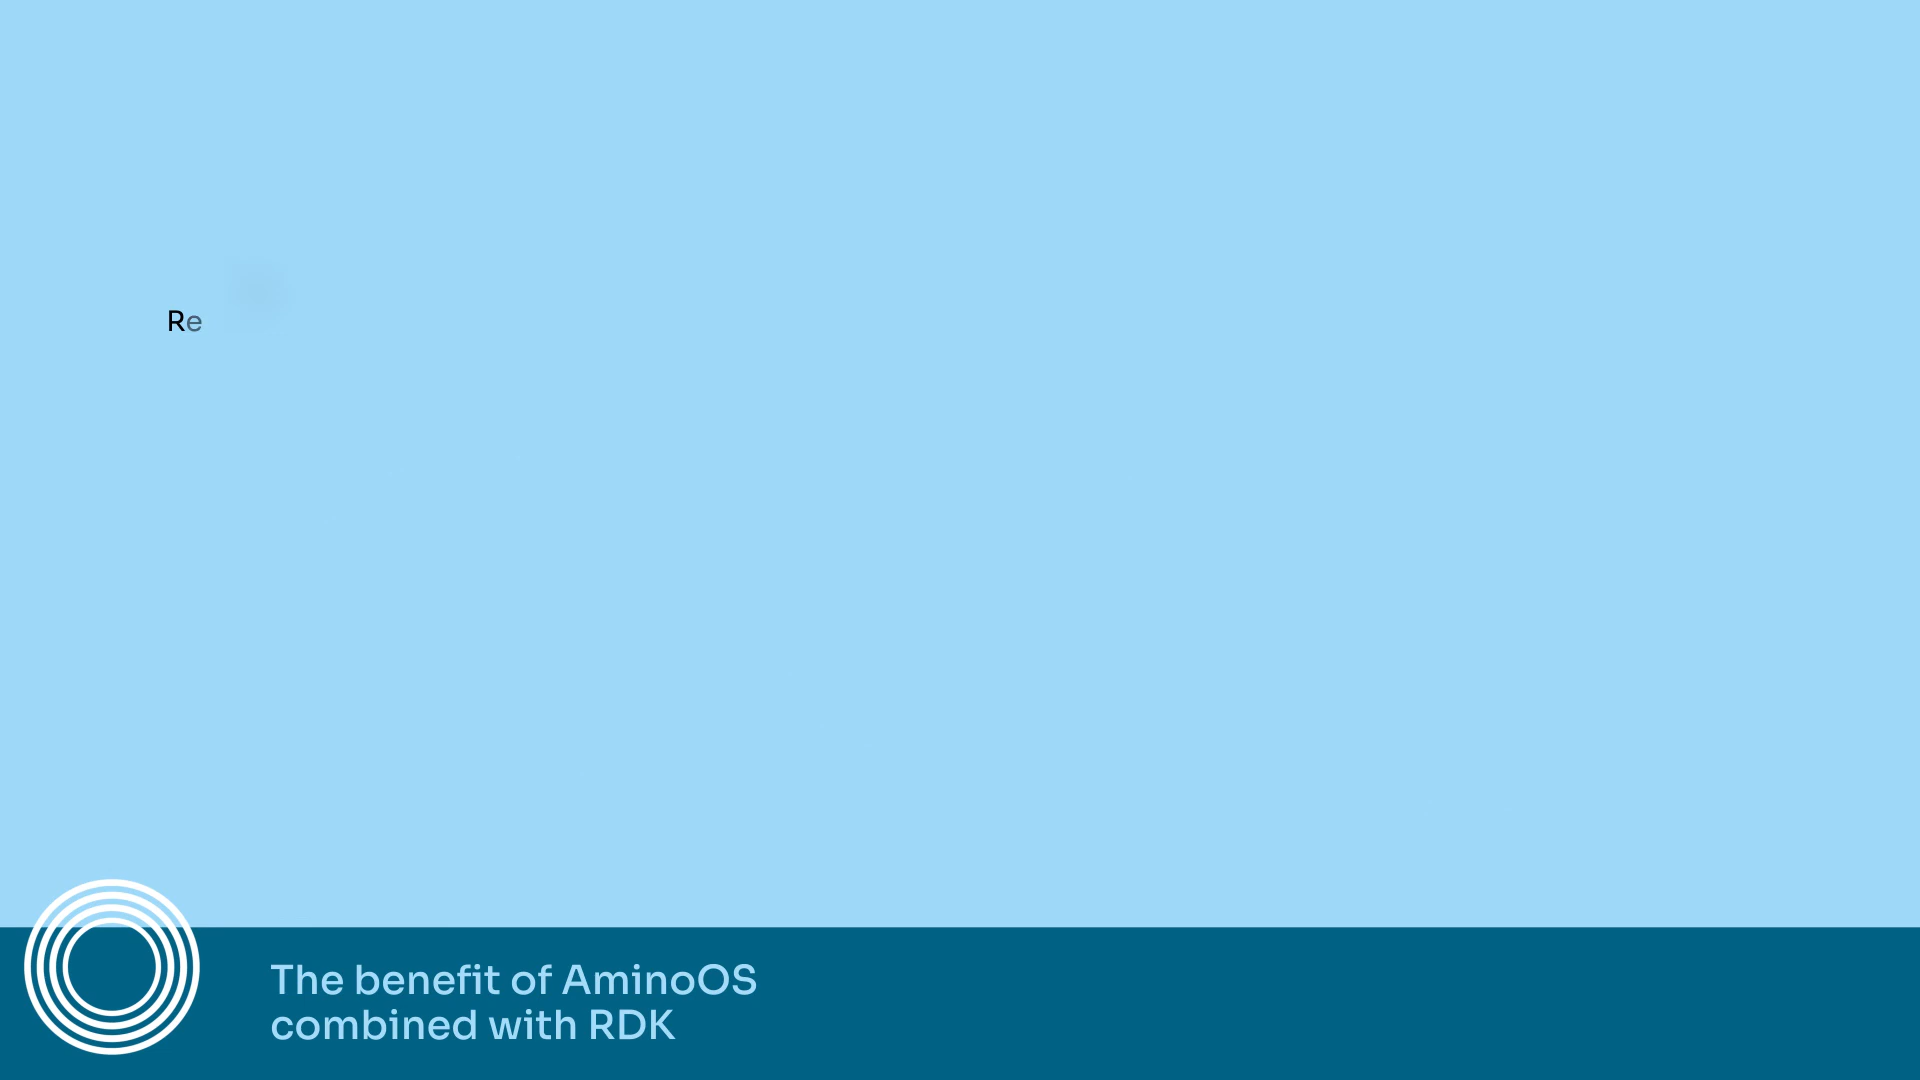 Re
The benefit of AminoOS
combined with RDK